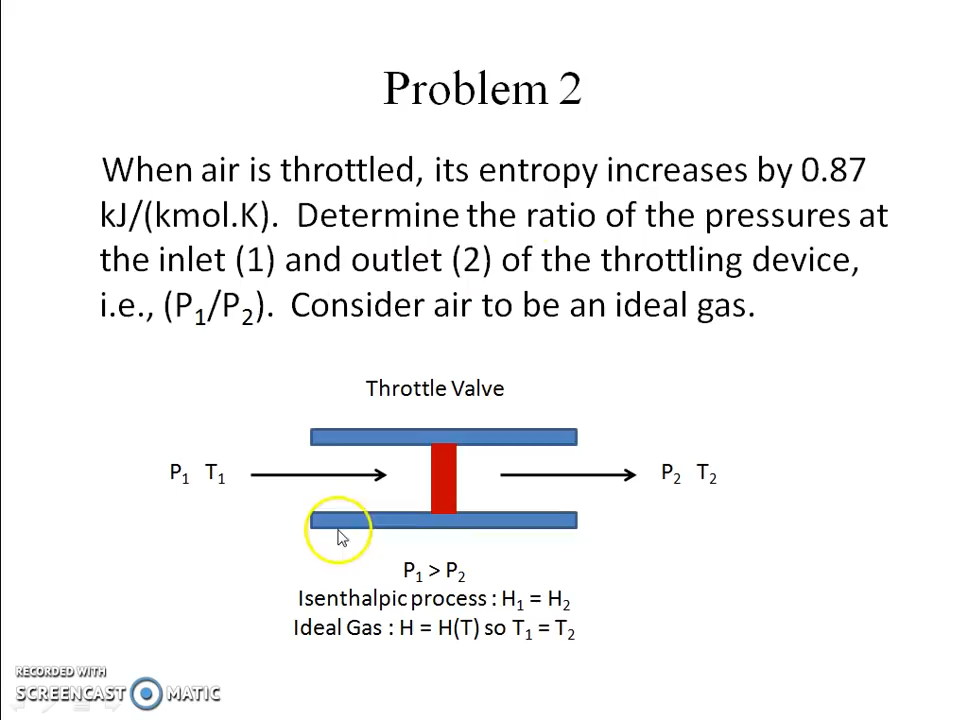 Problem 2
When air is throttled, its entropy increases by 0.87
kJ/(kmol.K).  Determine the ratio of the pressures at
the inlet (1) and outlet (2) of the throttling device,
i.e., (P₁/P₂).  Consider air to be an ideal gas.
Throttle Valve
P₁ T₁
P₂ T₂
P₁ > P₂
Isenthalpic process : H₁ = H₂
Ideal Gas : H = H(T) so T₁ = T₂
RECORDED WITH
SCREENCAST MATIC